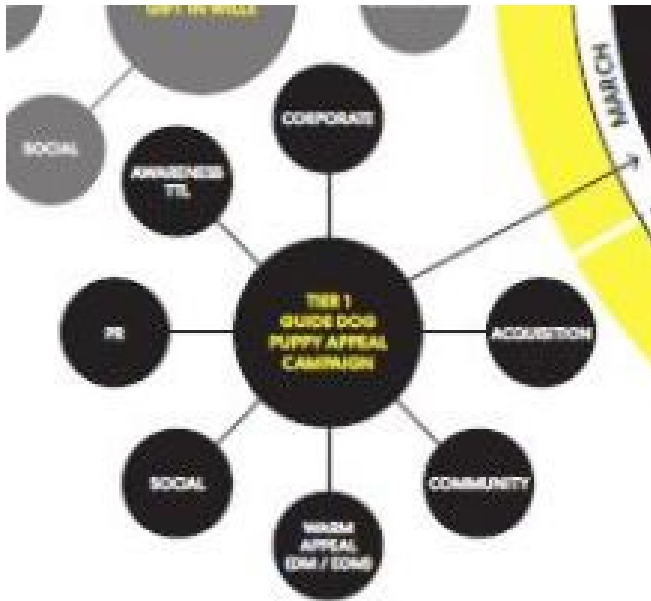 GIFT IN WILLS
CORPORATE
MARCH
SOCIAL
AWARENESS
TTL
TIER 1
GUIDE DOG
PUPPY APPEAL
CAMPAIGN
PR
ACQUISITION
SOCIAL
COMMUNITY
WARM
APPEAL
(DM / EDM)